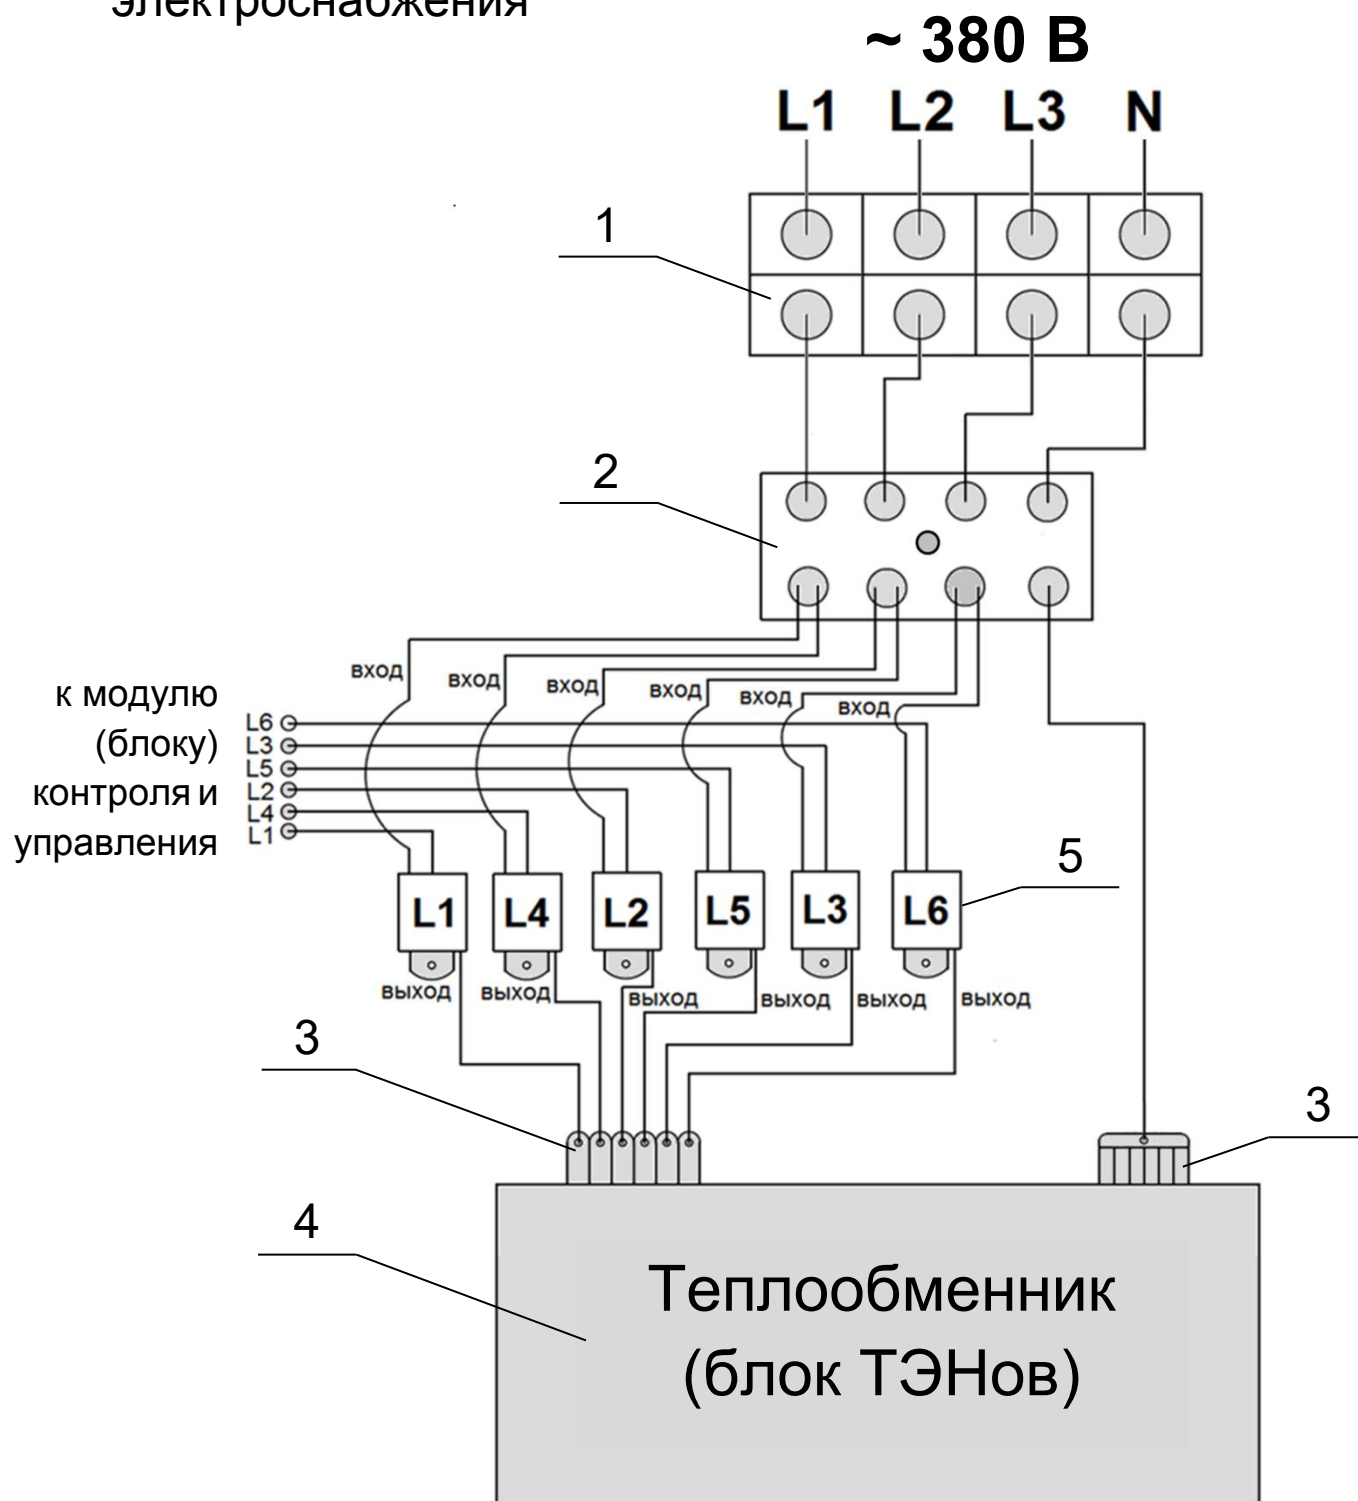 электроснабжения
~ 380 В
L1 L2 L3 N
1
2
вход вход вход вход вход вход
к модулю
(блоку)
контроля и
управления
L6
L3
L5
L2
L4
L1
5
L1 L4 L2 L5 L3 L6
выход выход выход выход выход выход
3
3
4
Теплообменник
(блок ТЭНов)